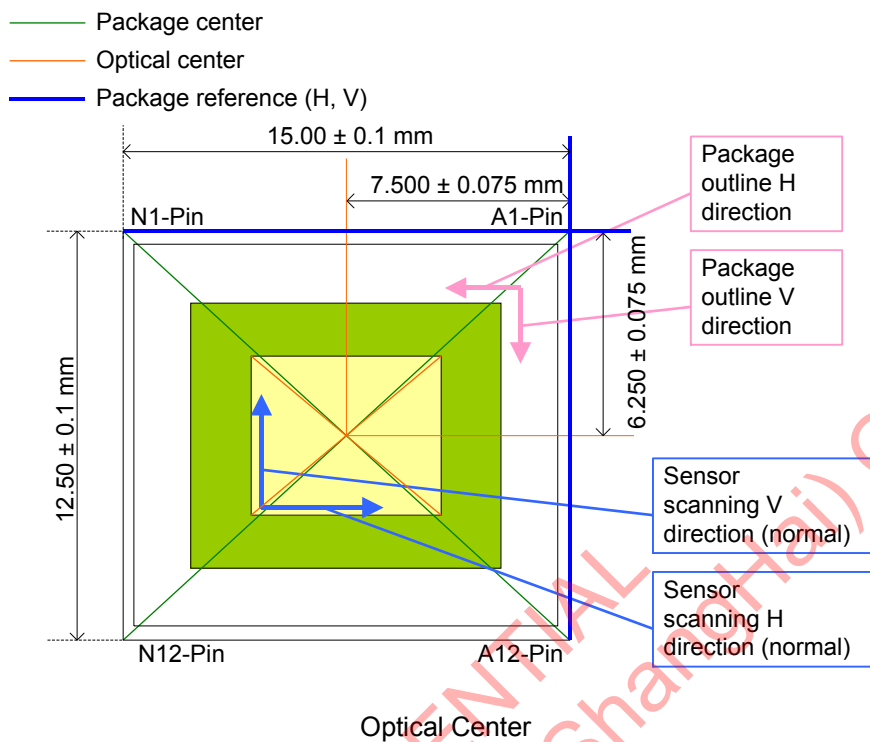 Package center
Optical center
Package reference (H, V)
15.00 ± 0.1 mm
7.500 ± 0.075 mm
Package
outline H
direction
N1-Pin
A1-Pin
Package
outline V
direction
6.250 ± 0.075 mm
12.50 ± 0.1 mm
Sensor
scanning V
direction (normal)
Sensor
scanning H
direction (normal)
N12-Pin
A12-Pin
Optical Center
ENTIAL
ShangHai)